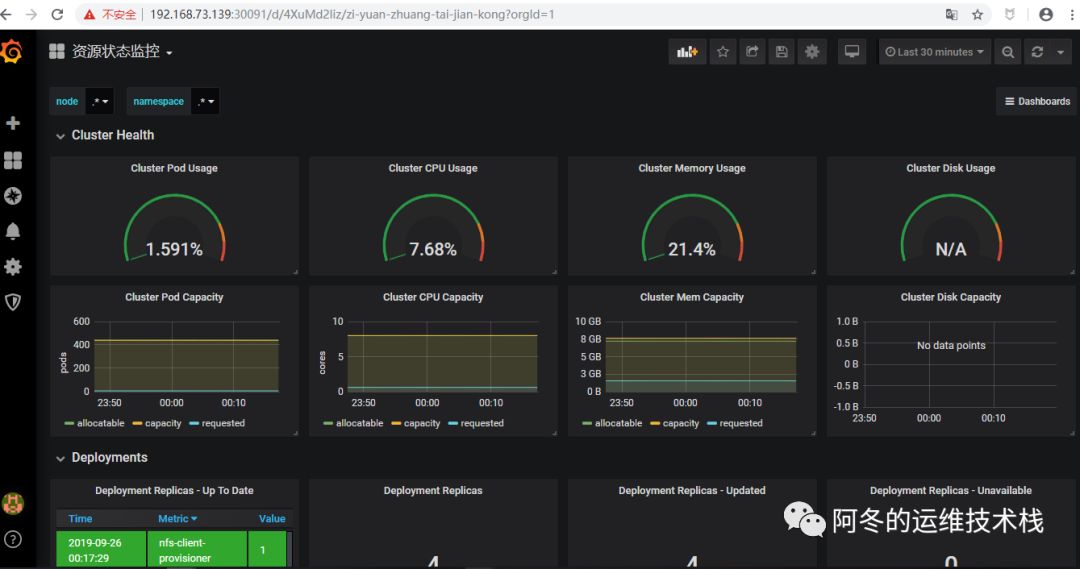 不安全 192.168.73.139:30091/d/4XuMd2liz/zi-yuan-zhuang-tai-jian-kong?orgId=1
资源状态监控
Last 30 minutes
node .* namespace .* Dashboards
Cluster Health
Cluster Pod Usage
1.591%
Cluster CPU Usage
7.68%
Cluster Memory Usage
21.4%
Cluster Disk Usage
N/A
Cluster Pod Capacity
600
400
200
0
pods
23:50 00:00 00:10
allocatable capacity requested
Cluster CPU Capacity
10
5
0
cores
23:50 00:00 00:10
allocatable capacity requested
Cluster Mem Capacity
10 GB
8 GB
5 GB
3 GB
0 B
23:50 00:00 00:10
allocatable capacity requested
Cluster Disk Capacity
1.0 B
0.5 B
0 B
-0.5 B
-1.0 B
No data points
23:50 00:00 00:10
Deployments
Deployment Replicas - Up To Date
Time Metric Value
2019-09-26 00:17:29
nfs-client-provisioner
1
Deployment Replicas
4
Deployment Replicas - Updated
4
Deployment Replicas - Unavailable
0
阿冬的运维技术栈